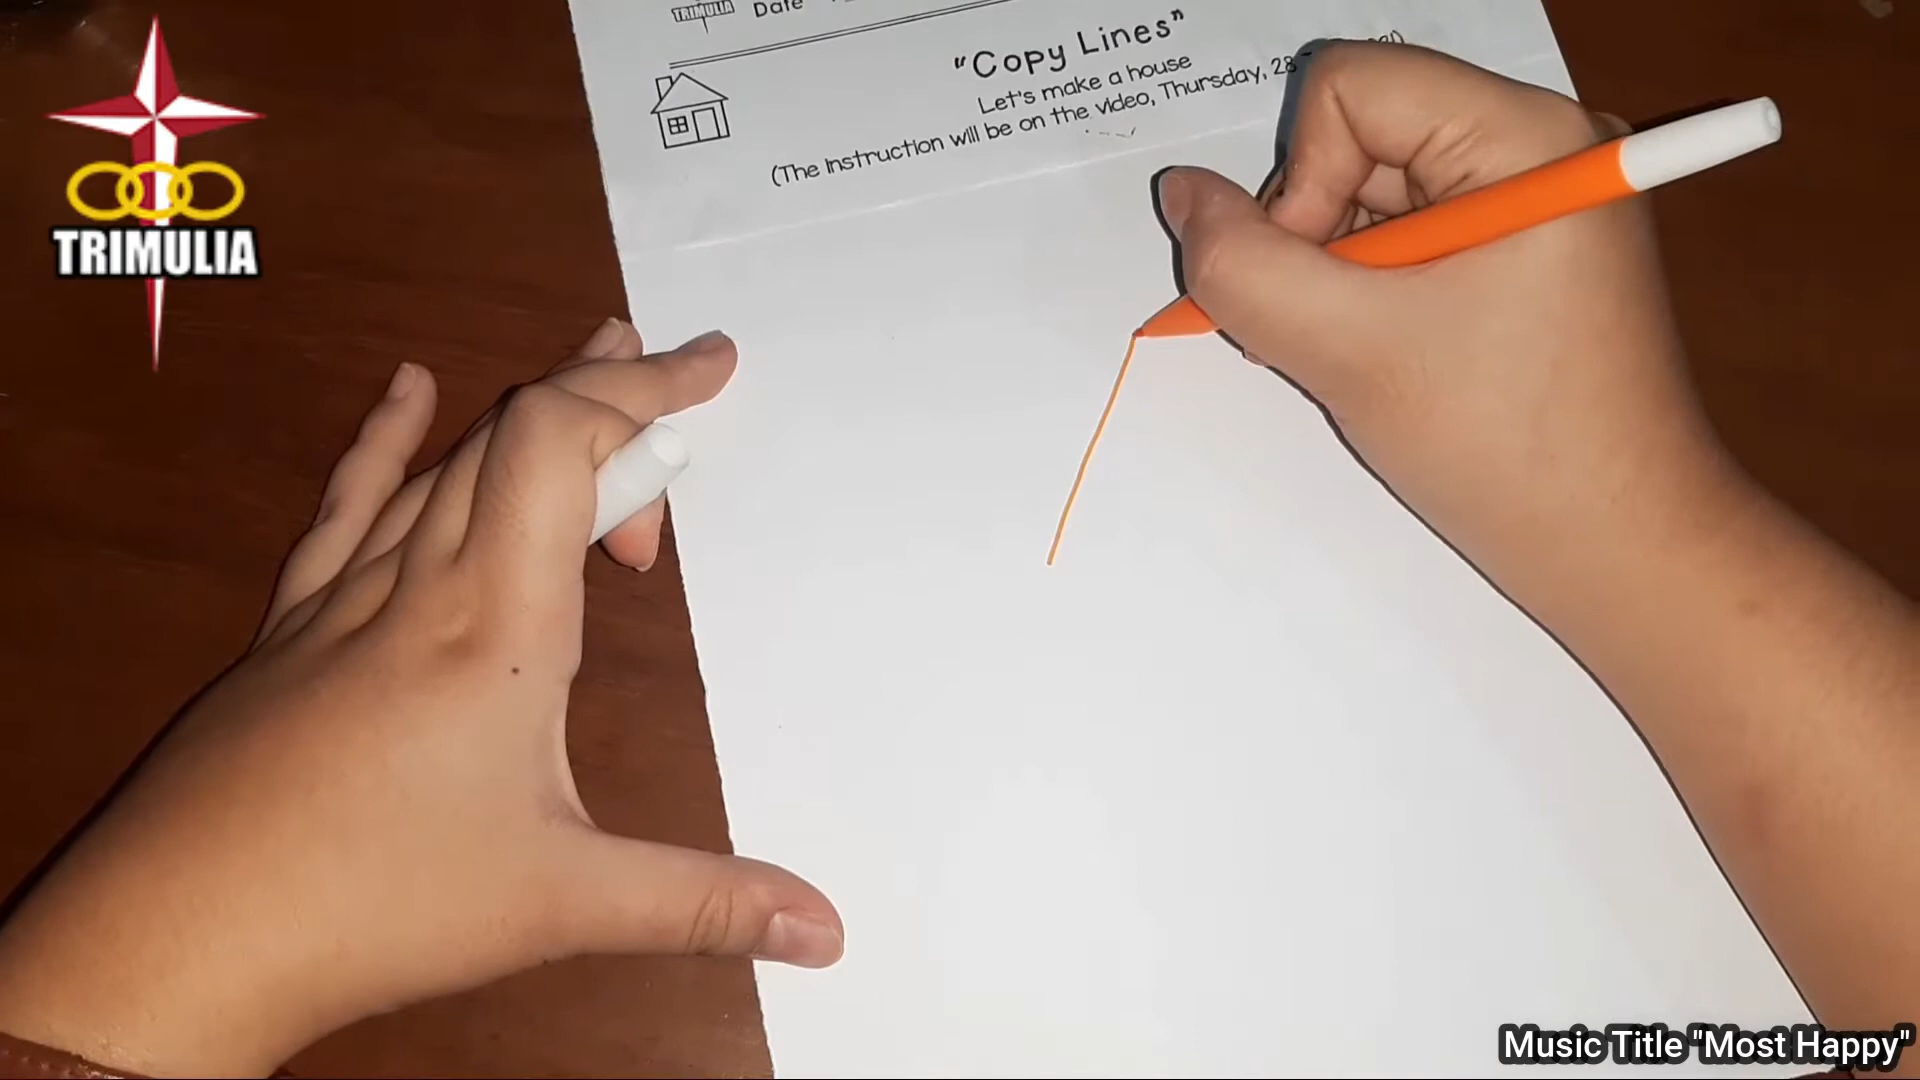 TRIMULIA
TRIMULIA Date
"Copy Lines"
Let's make a house
(The instruction will be on the video, Thursday, 28
Music Title "Most Happy"